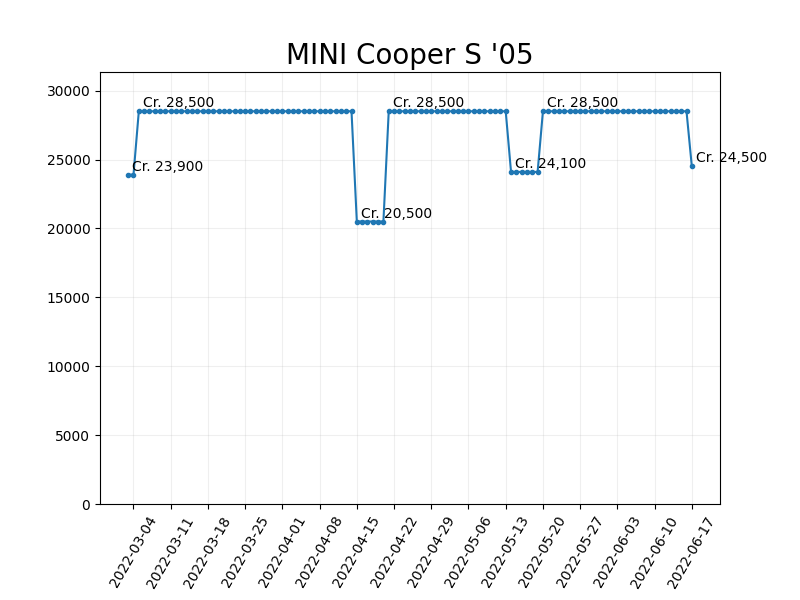 MINI Cooper S '05
30000
25000
20000
15000
10000
5000
0
Cr. 23,900
Cr. 28,500
Cr. 20,500
Cr. 28,500
Cr. 24,100
Cr. 28,500
Cr. 24,500
2022-03-04
2022-03-11
2022-03-18
2022-03-25
2022-04-01
2022-04-08
2022-04-15
2022-04-22
2022-04-29
2022-05-06
2022-05-13
2022-05-20
2022-05-27
2022-06-03
2022-06-10
2022-06-17